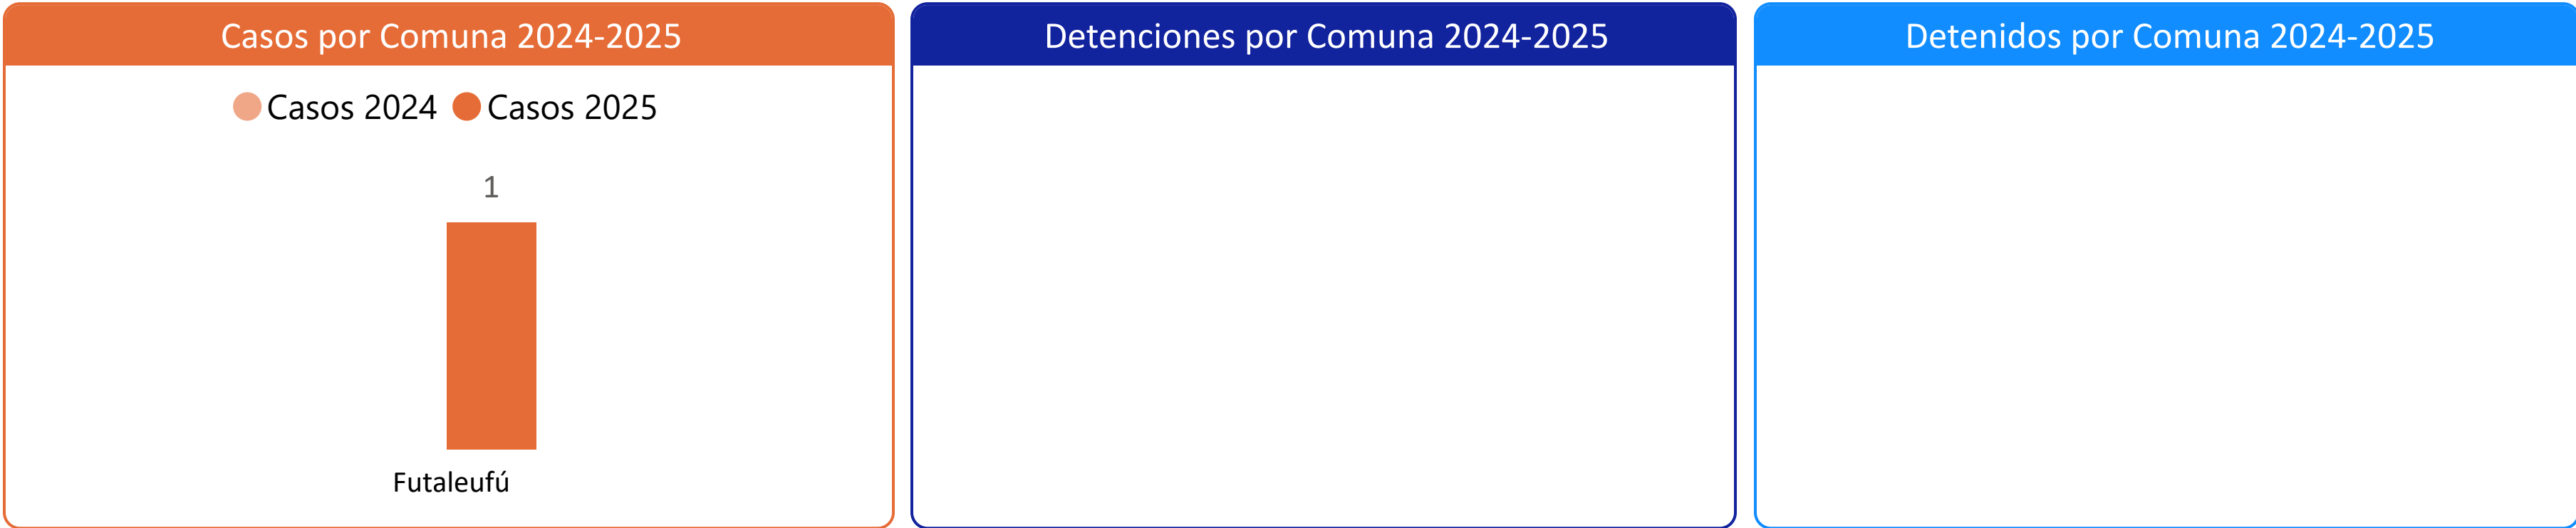 Casos por Comuna 2024-2025
Casos 2024 Casos 2025
1
Futaleufú
Detenciones por Comuna 2024-2025
Detenidos por Comuna 2024-2025